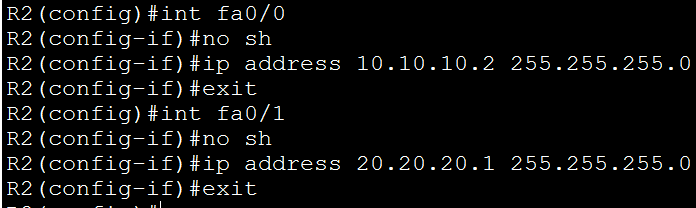 R2(config)#int fa0/0
R2(config-if)#no sh
R2(config-if)#ip address 10.10.10.2 255.255.255.0
R2(config-if)#exit
R2(config)#int fa0/1
R2(config-if)#no sh
R2(config-if)#ip address 20.20.20.1 255.255.255.0
R2(config-if)#exit